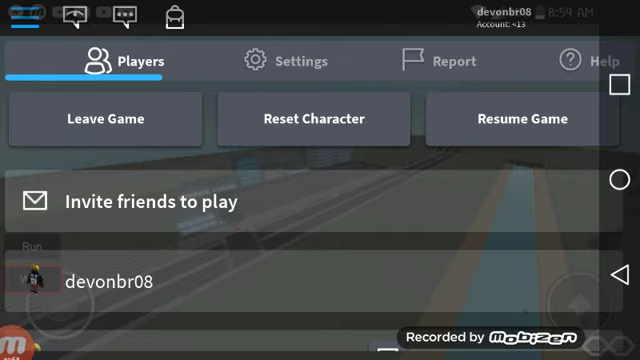 devonbr08
Account: <13
8:59 AM
Players
Settings
Report
Help
Leave Game
Reset Character
Resume Game
Invite friends to play
Run
devonbr08
Recorded by mobizen